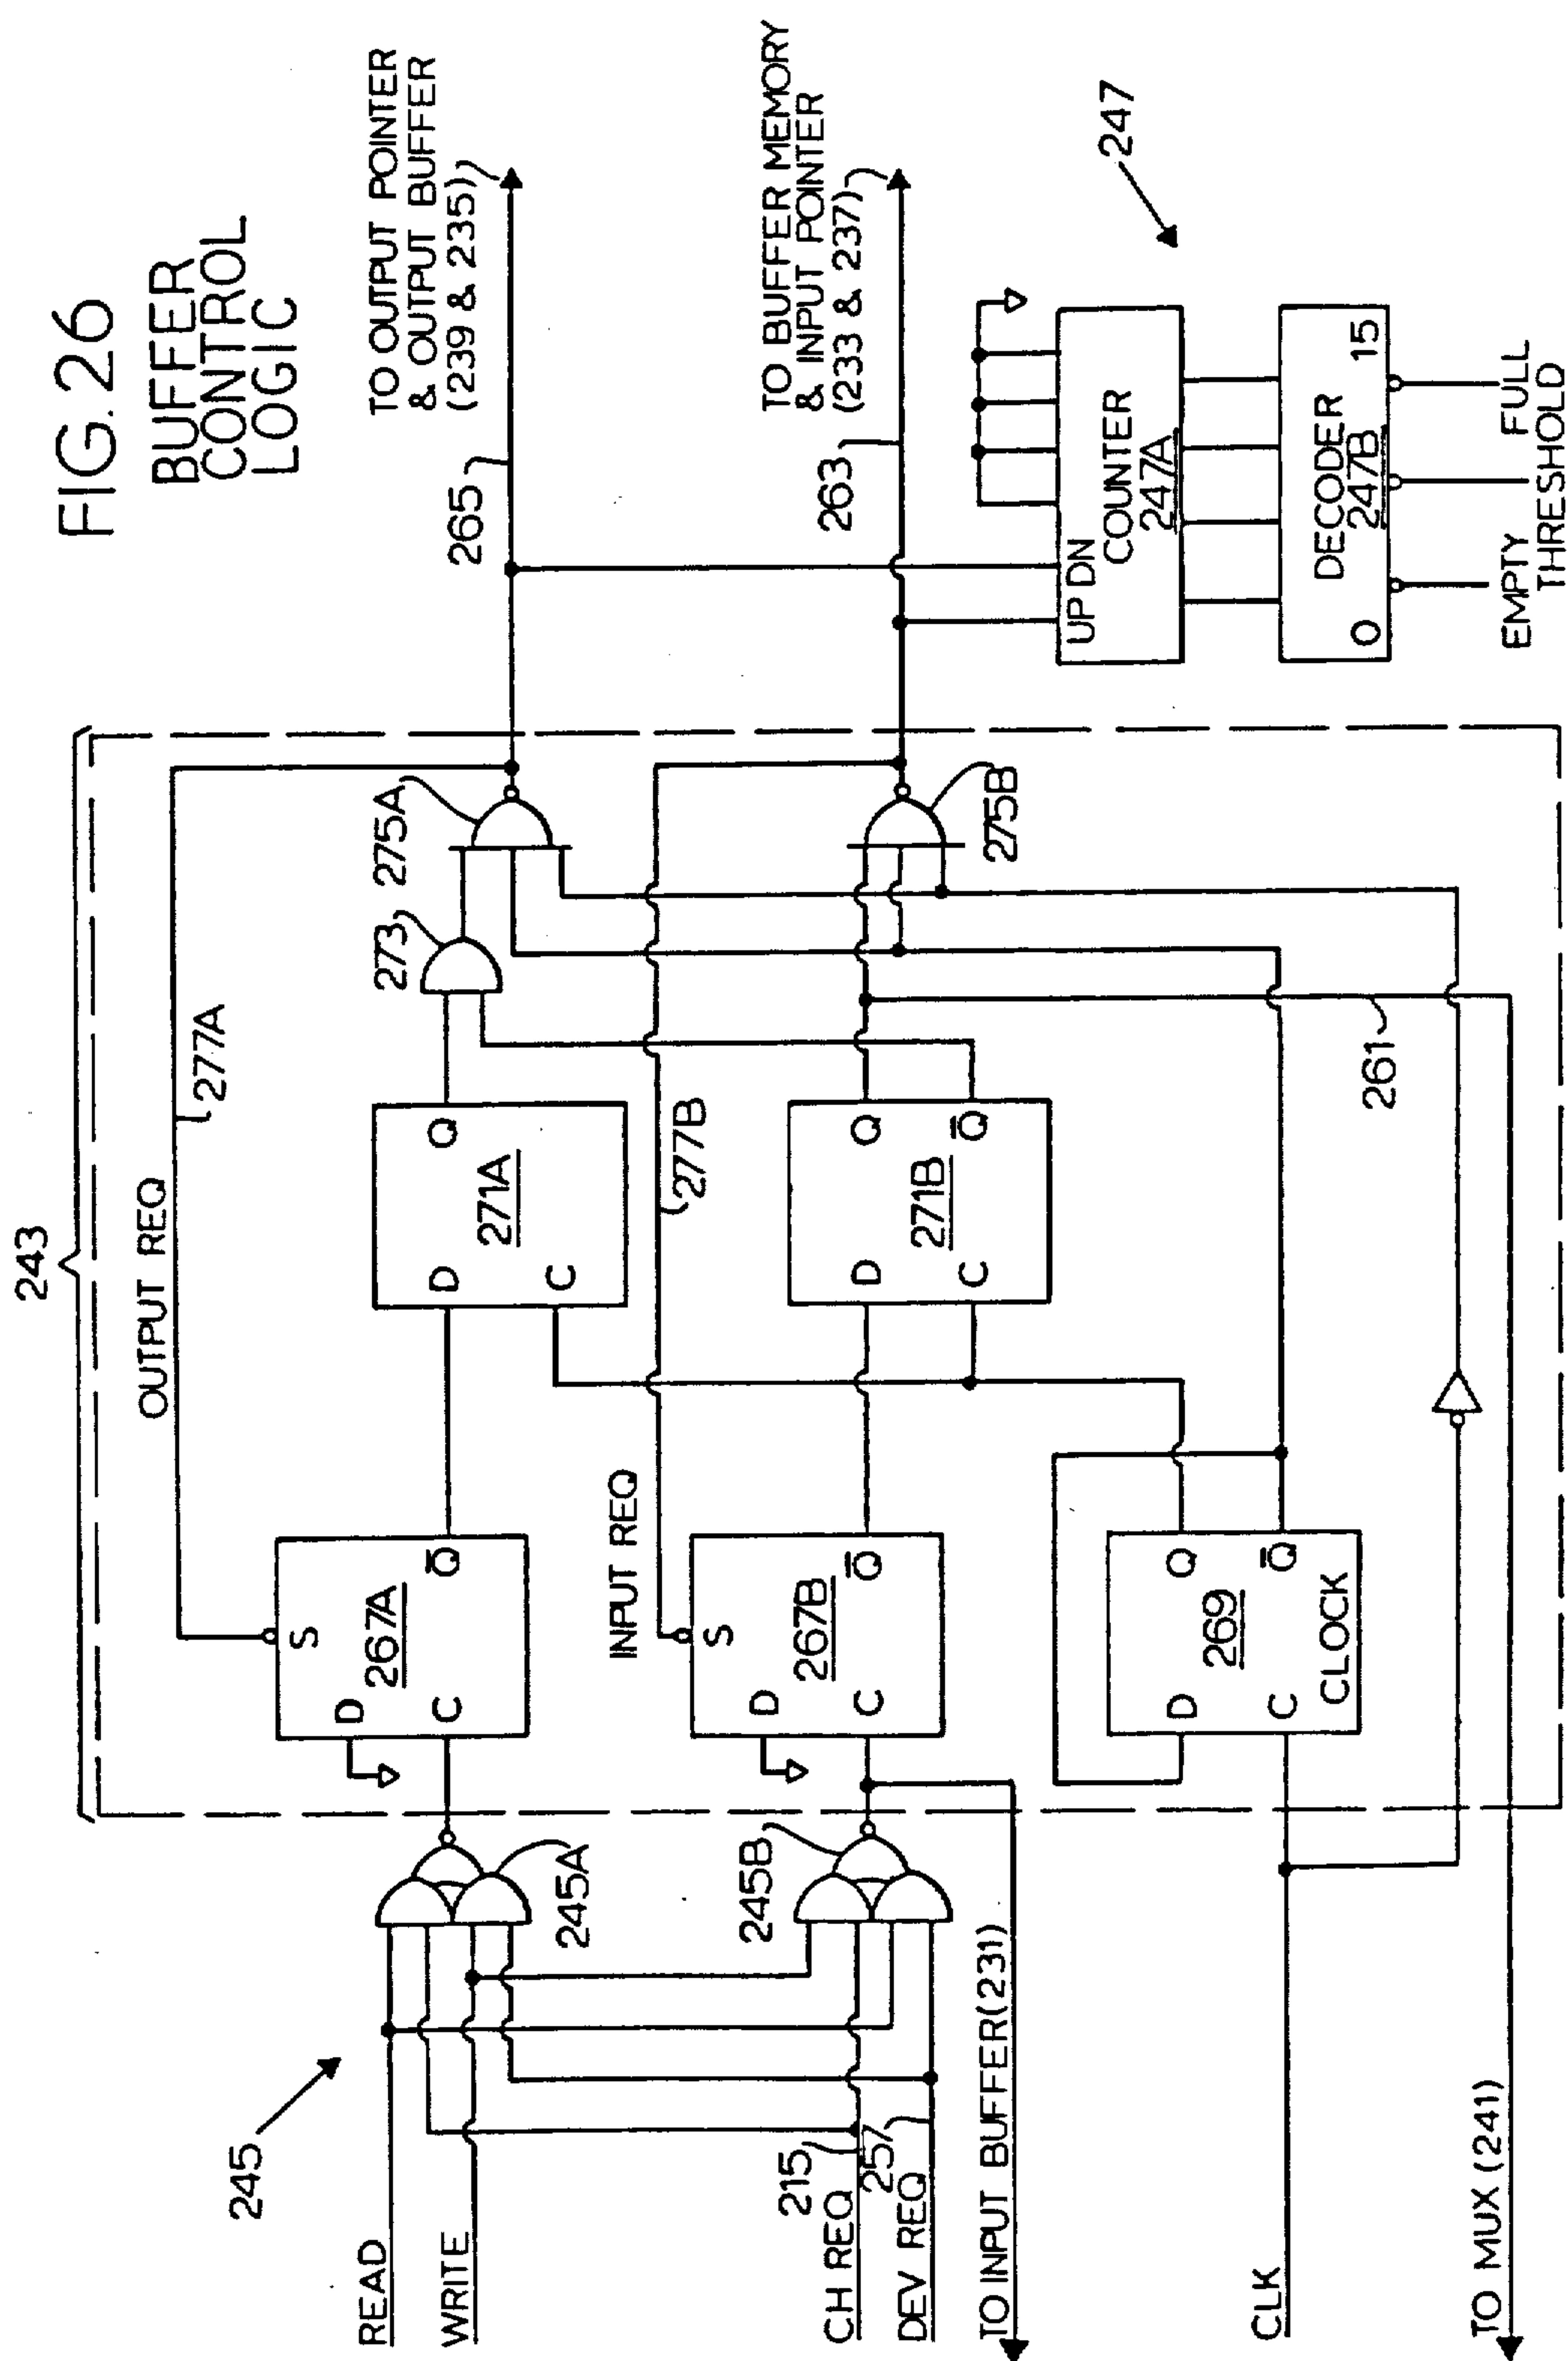 FIG. 26
BUFFER
CONTROL
LOGIC
243
OUTPUT REQ
277A
265
TO OUTPUT POINTER
& OUTPUT BUFFER
(239 & 235)
245
READ
WRITE
245A
D
S
267A
C
Q̅
D
271A
Q
C
273
275A
INPUT REQ
277B
263
TO BUFFER MEMORY
& INPUT POINTER
(233 & 237)
215
CH REQ
257
DEV REQ
245B
D
S
267B
C
Q̅
D
271B
Q
C
Q̅
275B
TO INPUT BUFFER (231)
247
UP DN
COUNTER
247A
D
269
Q
C
Q̅
CLOCK
261
0
DECODER
247B
15
CLK
EMPTY
FULL
THRESHOLD
TO MUX (241)